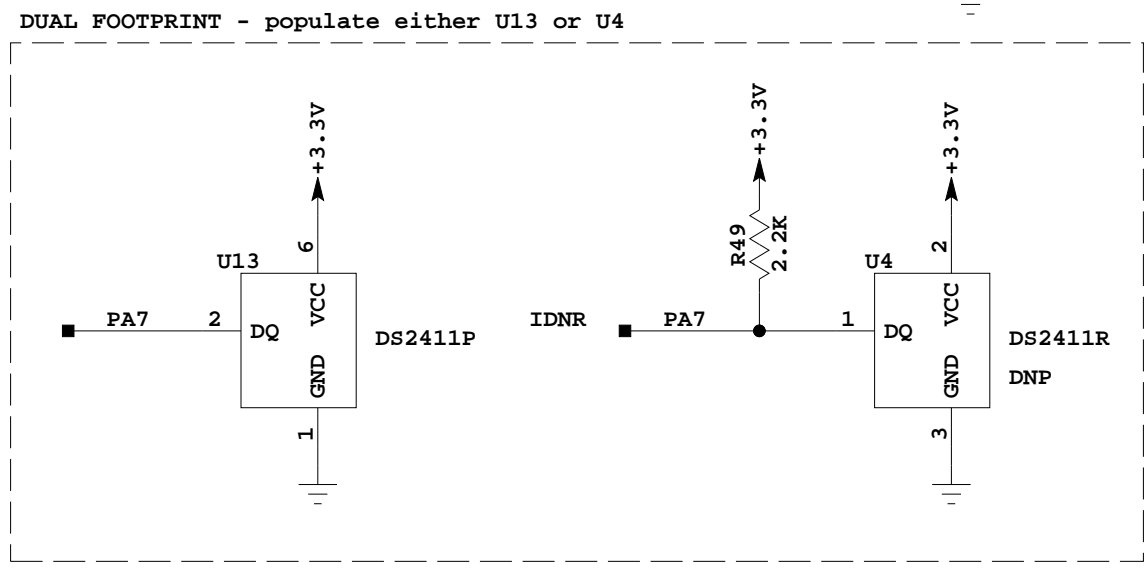 DUAL FOOTPRINT - populate either U13 or U4
+3.3V
6
U13
PA7
2
DQ
VCC
GND
DS2411P
1
+3.3V
R49
2.2K
IDNR
PA7
1
+3.3V
2
U4
DQ
VCC
GND
DS2411R
DNP
3